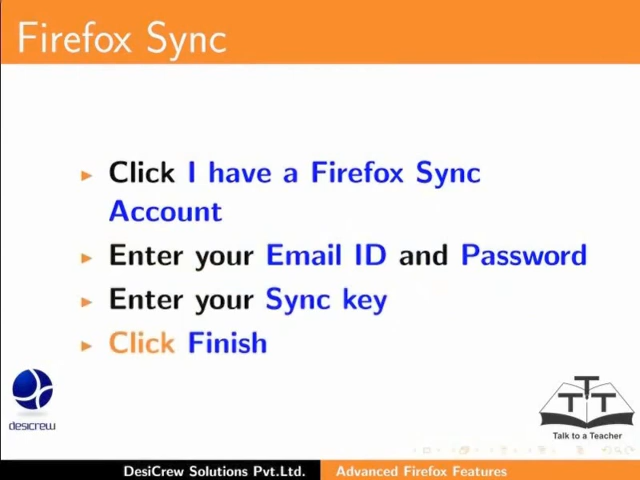 Firefox Sync
Click I have a Firefox Sync
Account
Enter your Email ID and Password
Enter your Sync key
Click Finish
desicrew
TTT
Talk to a Teacher
DesiCrew Solutions Pvt.Ltd. Advanced Firefox Features